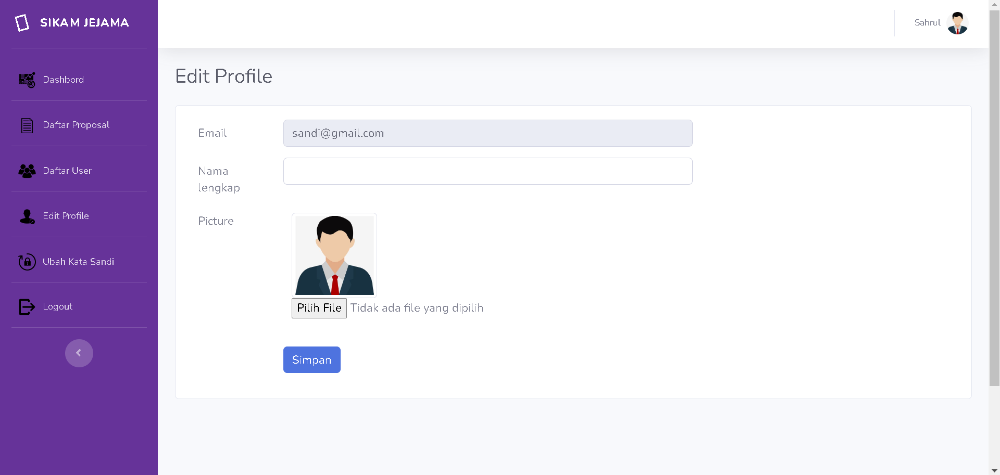 SIKAM JEJAMA
Sahrul
Dashbord
Daftar Proposal
Daftar User
Edit Profile
Ubah Kata Sandi
Logout
Edit Profile
Email
sandi@gmail.com
Nama
lengkap
Picture
Pilih File Tidak ada file yang dipilih
Simpan